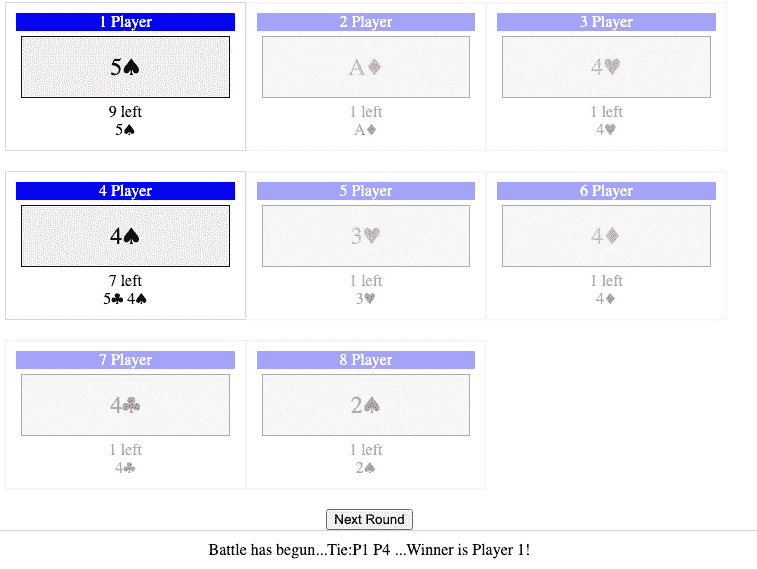 1 Player 2 Player 3 Player
5♠ A♦ 4♥
9 left 1 left 1 left
5♠ A♦ 4♥
4 Player 5 Player 6 Player
4♠ 3♥ 4♦
7 left 1 left 1 left
5♣ 4♠ 3♥ 4♦
7 Player 8 Player
4♣ 2♠
1 left 1 left
4♣ 2♠
Next Round
Battle has begun...Tie:P1 P4 ...Winner is Player 1!